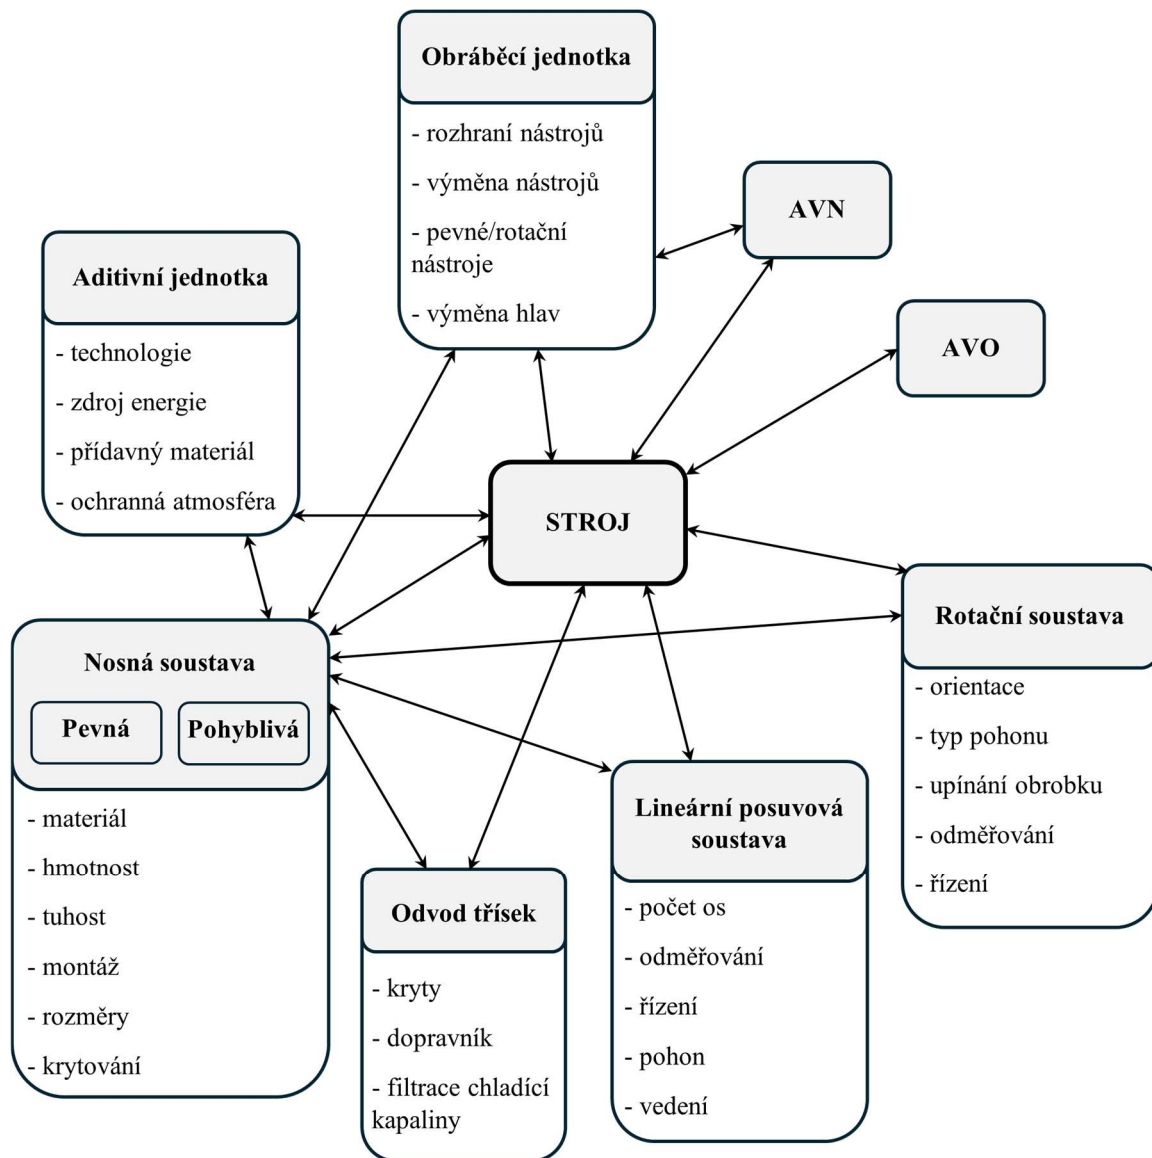 Obráběcí jednotka
- rozhraní nástrojů
- výměna nástrojů
- pevné/rotační
nástroje
- výměna hlav
AVN
AVO
Aditivní jednotka
- technologie
- zdroj energie
- přídavný materiál
- ochranná atmosféra
STROJ
Rotační soustava
- orientace
- typ pohonu
- upínání obrobku
- odměřování
- řízení
Nosná soustava
Pevná
Pohyblivá
- materiál
- hmotnost
- tuhost
- montáž
- rozměry
- krytování
Odvod třísek
- kryty
- dopravník
- filtrace chladící
kapaliny
Lineární posuvová
soustava
- počet os
- odměřování
- řízení
- pohon
- vedení